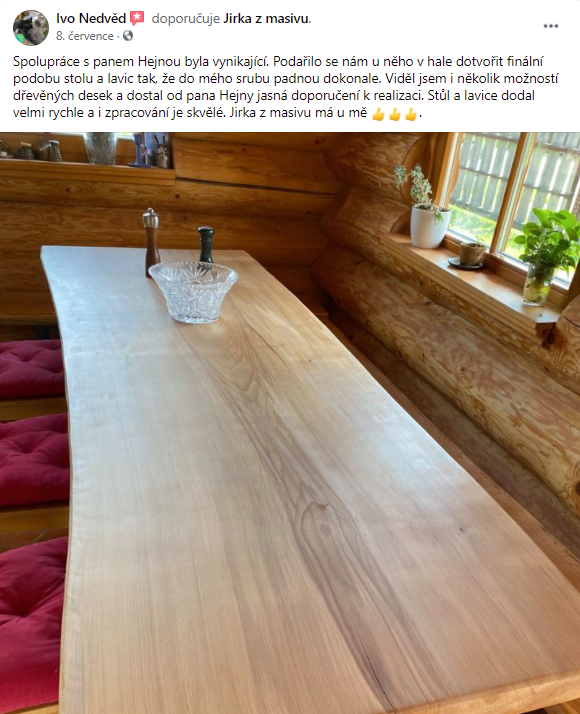 Ivo Nedvěd doporučuje Jirka z masivu.
8. července ·
Spolupráce s panem Hejnou byla vynikající. Podařilo se nám u něho v hale dotvořit finální
podobu stolu a lavic tak, že do mého srubu padnou dokonale. Viděl jsem i několik možností
dřevěných desek a dostal od pana Hejny jasná doporučení k realizaci. Stůl a lavice dodal
velmi rychle a i zpracování je skvělé. Jirka z masivu má u mě 👍👍👍.